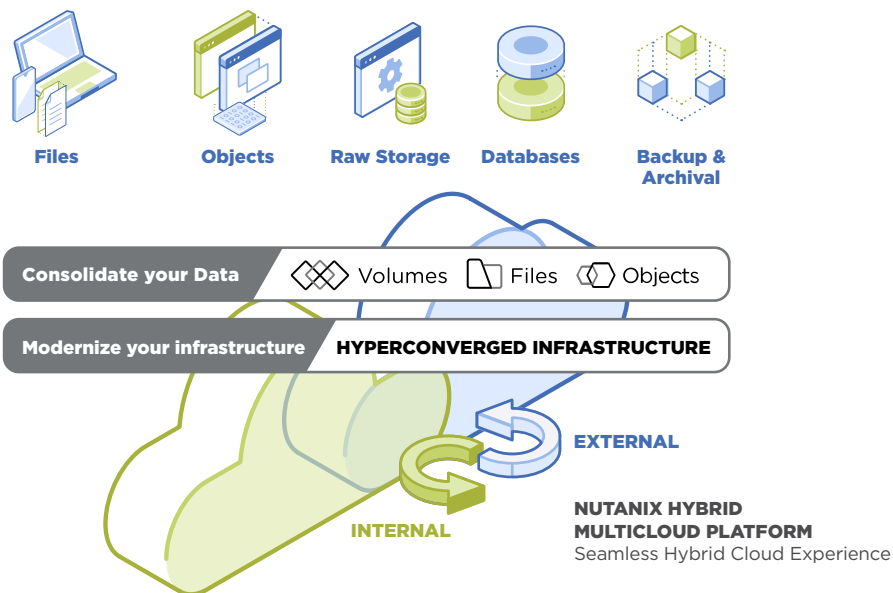 Files
Objects
Raw Storage
Databases
Backup &
Archival
Consolidate your Data
Volumes
Files
Objects
Modernize your infrastructure
HYPERCONVERGED INFRASTRUCTURE
EXTERNAL
INTERNAL
NUTANIX HYBRID
MULTICLOUD PLATFORM
Seamless Hybrid Cloud Experience